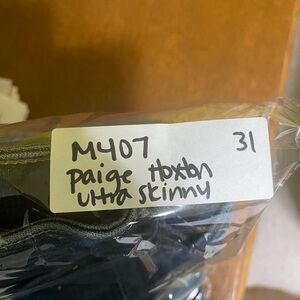 M407 31
paige Hoxton
ultra skinny